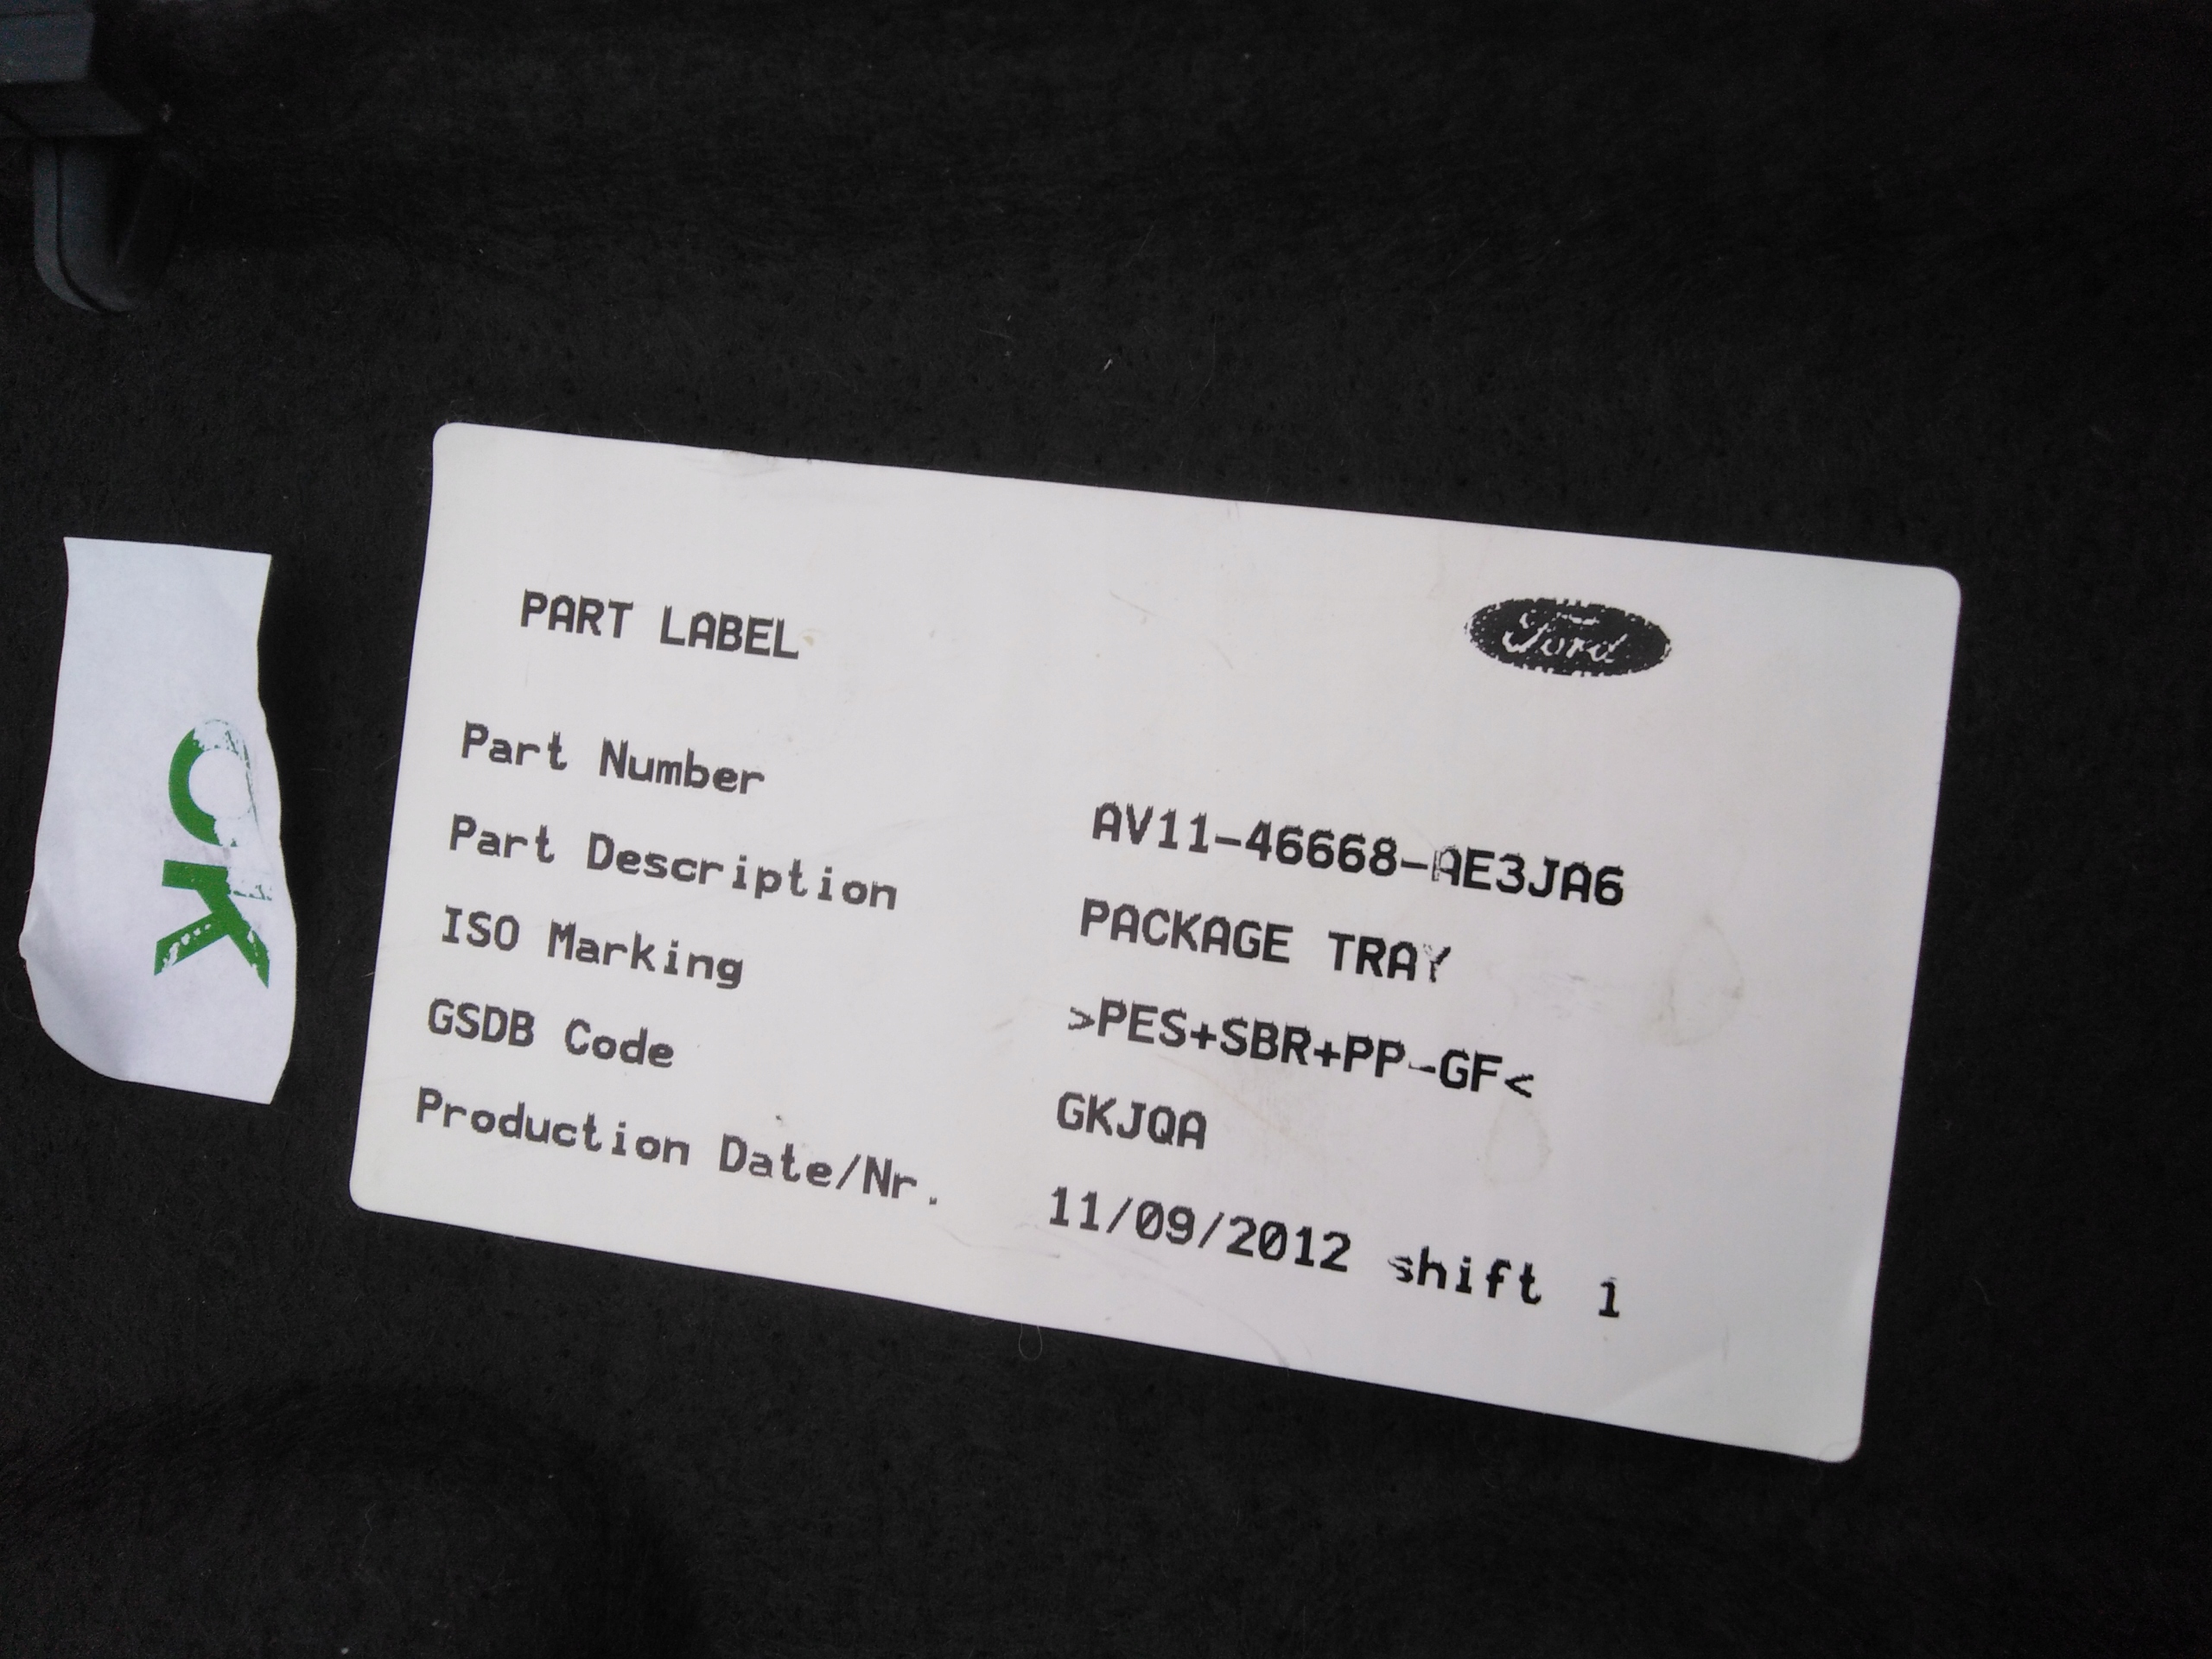 PART LABEL
Ford
Part Number AV11-46668-AE3JA6
Part Description PACKAGE TRAY
ISO Marking >PES+SBR+PP-GF<
GSDB Code GKJQA
Production Date/Nr. 11/09/2012 shift 1
OK